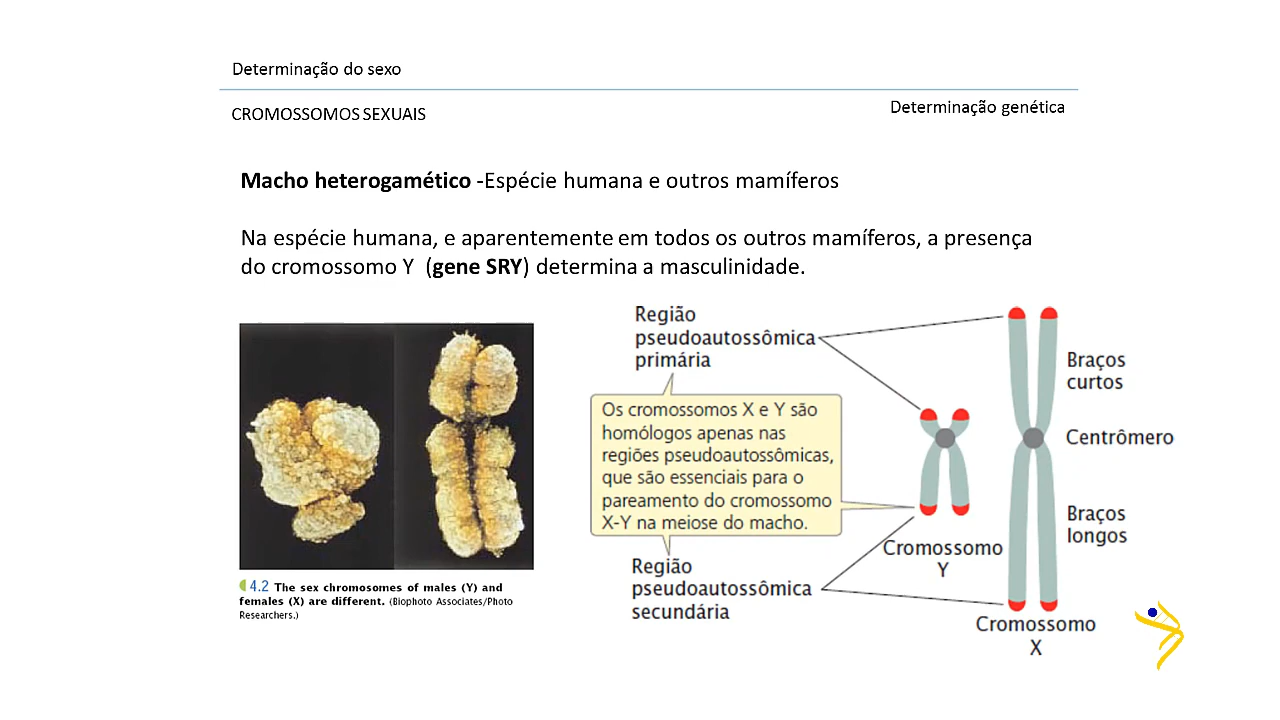 Determinação do sexo
CROMOSSOMOS SEXUAIS
Determinação genética
Macho heterogamético -Espécie humana e outros mamíferos
Na espécie humana, e aparentemente em todos os outros mamíferos, a presença
do cromossomo Y (gene SRY) determina a masculinidade.
4.2 The sex chromosomes of males (Y) and
females (X) are different. (Biophoto Associates/Photo
Researchers.)
Região
pseudoautossômica
primária
Os cromossomos X e Y são
homólogos apenas nas
regiões pseudoautossômicas,
que são essenciais para o
pareamento do cromossomo
X-Y na meiose do macho.
Região
pseudoautossômica
secundária
Cromossomo
Y
Braços
curtos
Centrômero
Braços
longos
Cromossomo
X